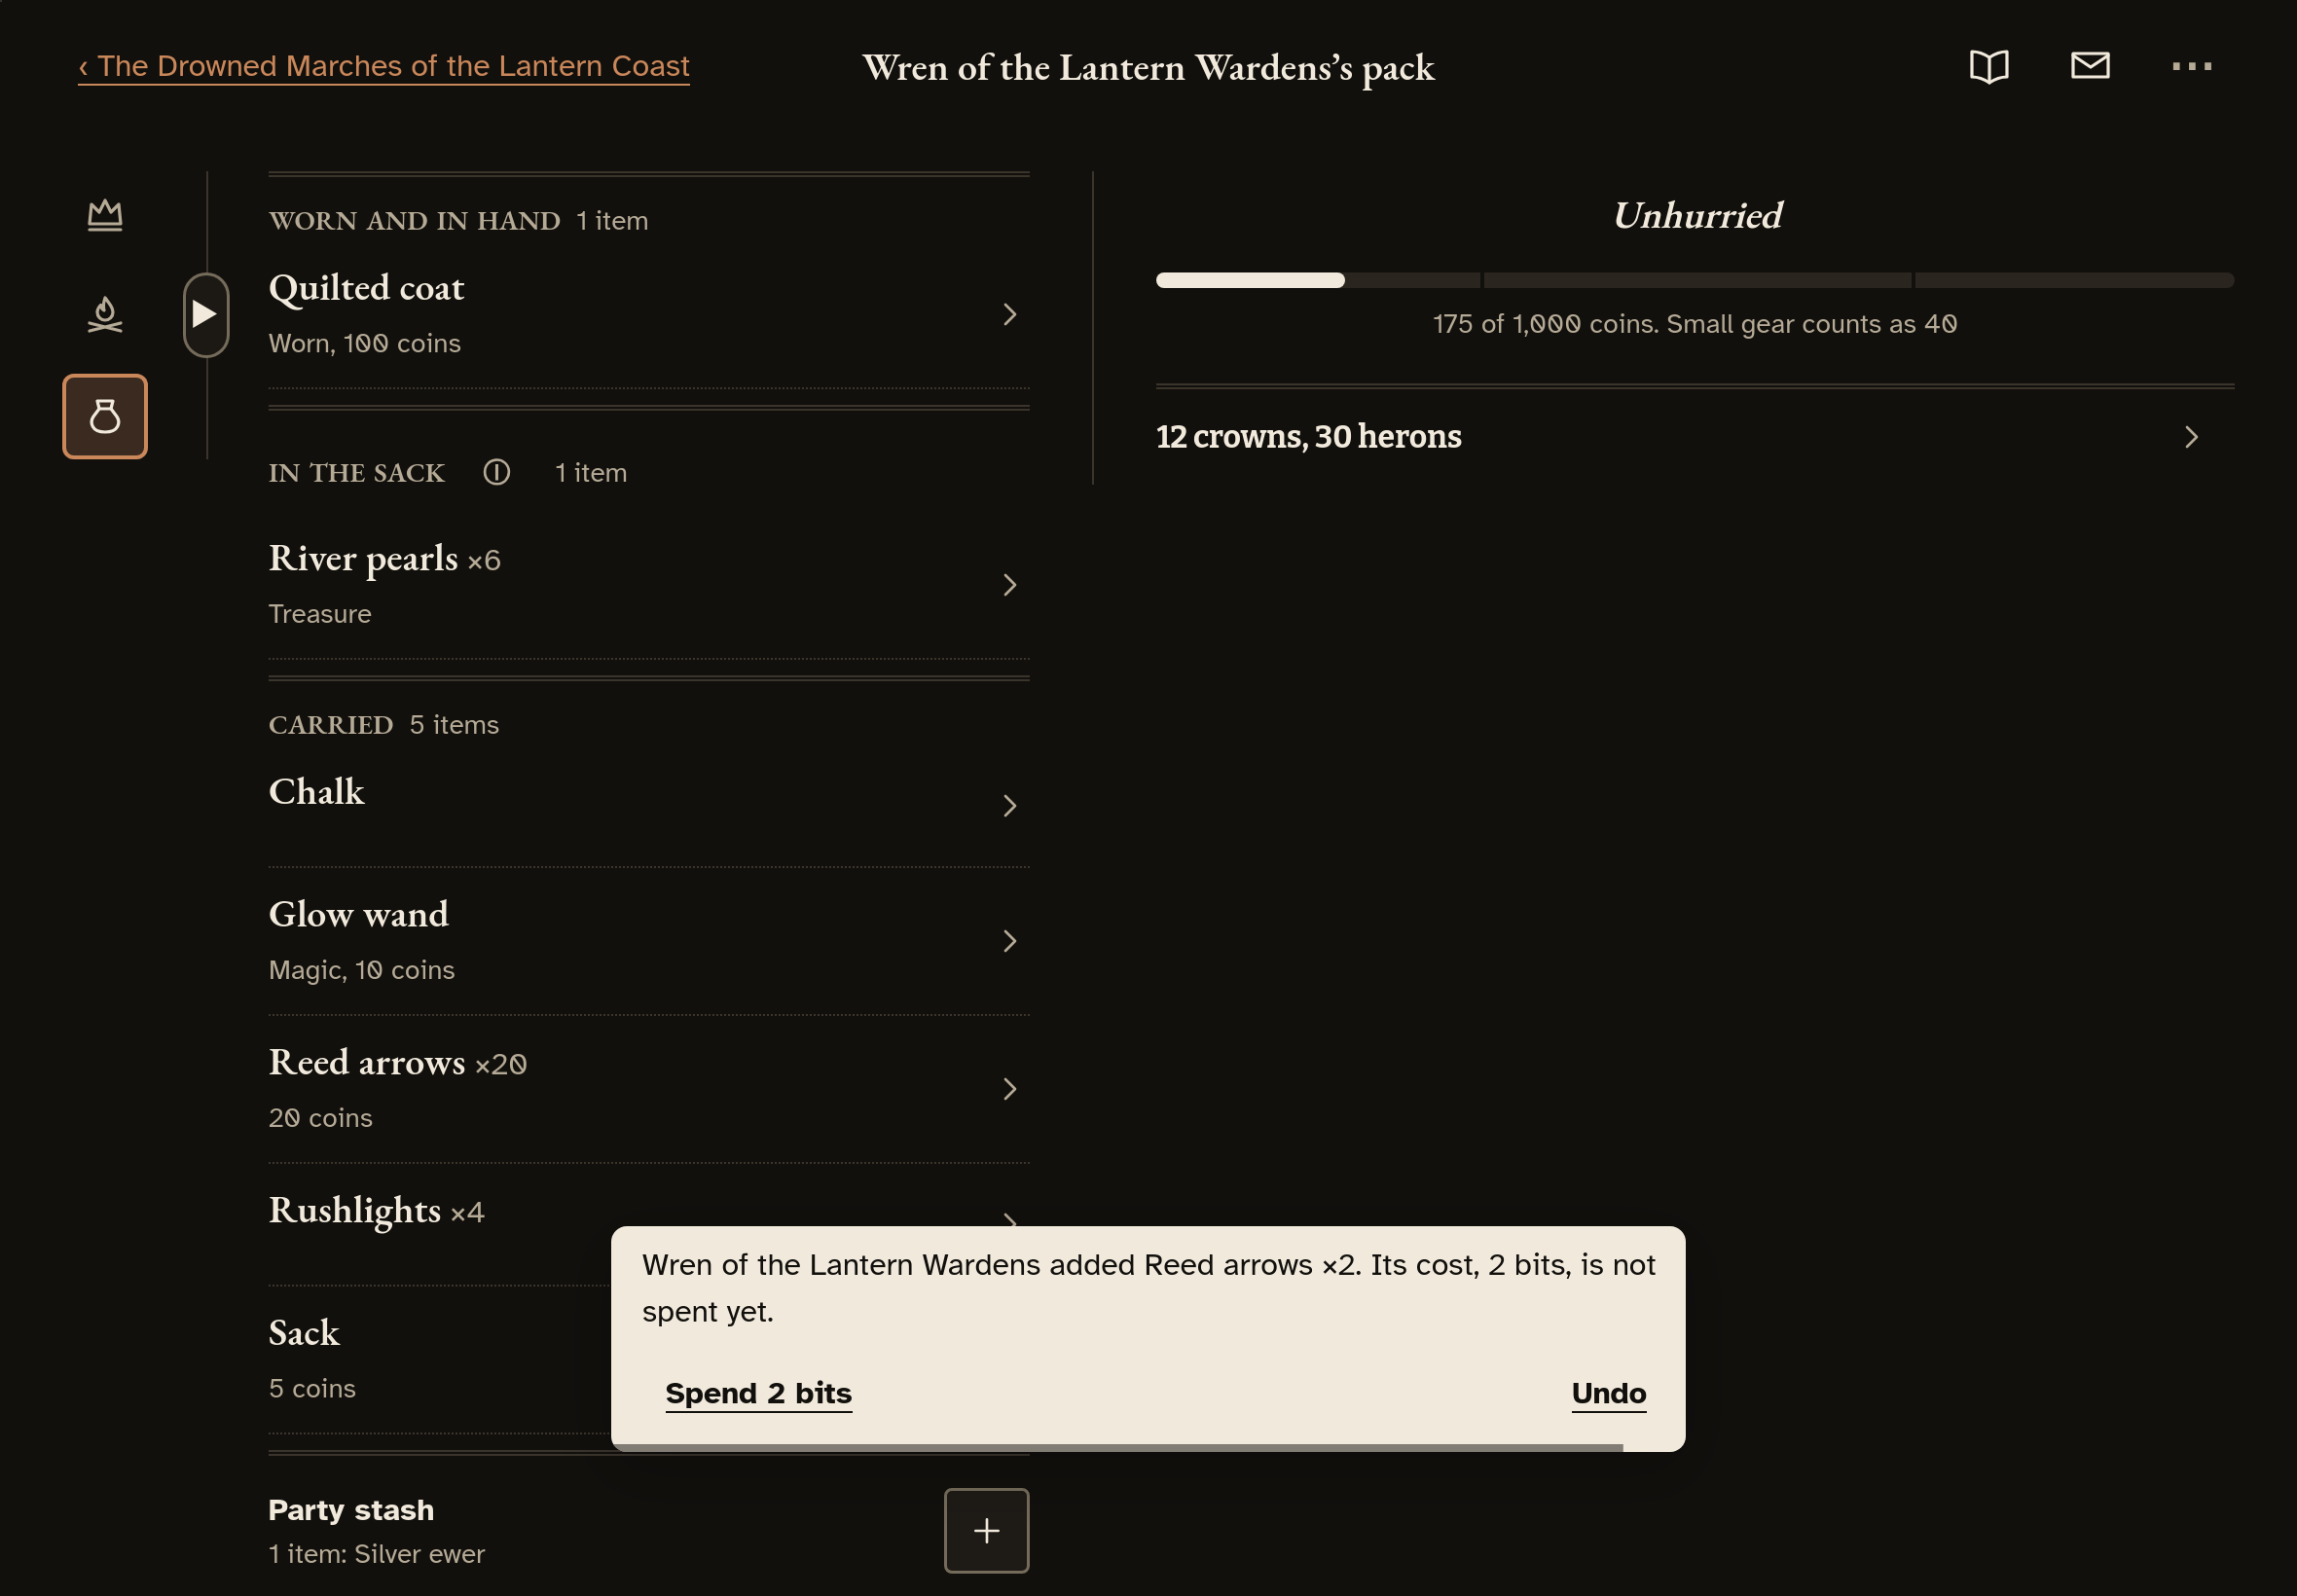 ‹ The Drowned Marches of the Lantern Coast
Wren of the Lantern Wardens’s pack
WORN AND IN HAND 1 item
Quilted coat
Worn, 100 coins
IN THE SACK 1 item
River pearls ×6
Treasure
CARRIED 5 items
Chalk
Glow wand
Magic, 10 coins
Reed arrows ×20
20 coins
Rushlights ×4
Sack
5 coins
Party stash
1 item: Silver ewer
Unhurried
175 of 1,000 coins. Small gear counts as 40
12 crowns, 30 herons
Wren of the Lantern Wardens added Reed arrows ×2. Its cost, 2 bits, is not
spent yet.
Spend 2 bits
Undo